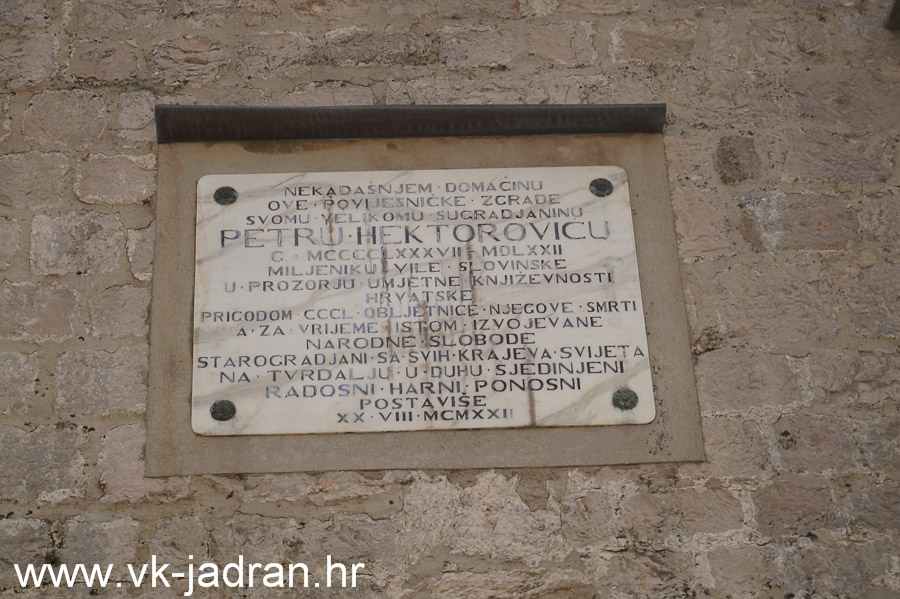 NEKADAŠNJEM · DOMAĆINU
OVE · POVIJESNIČKE · ZGRADE
SVOMU · VELIKOMU · SUGRADJANINU
PETRU · HEKTOROVIĆU
G · MCCCCLXXXVII - MDLXXII
MILJENIKU · VILE · SLOVINSKE
U · PROZORJU · UMJETNE · KNJIŽEVNOSTI
HRVATSKE
PRIGODOM · CCCL · OBLJETNICE · NJEGOVE · SMRTI
A · ZA · VRIJEME · ISTOM · IZVOJEVANE
NARODNE · SLOBODE
STAROGRADJANI · SA · SVIH · KRAJEVA · SVIJETA
NA · TVRDALJU · U · DUHU · SJEDINJENI
RADOSNI · HARNI · PONOSNI
POSTAVIŠE
XX · VIII · MCMXXII
www.vk-jadran.hr